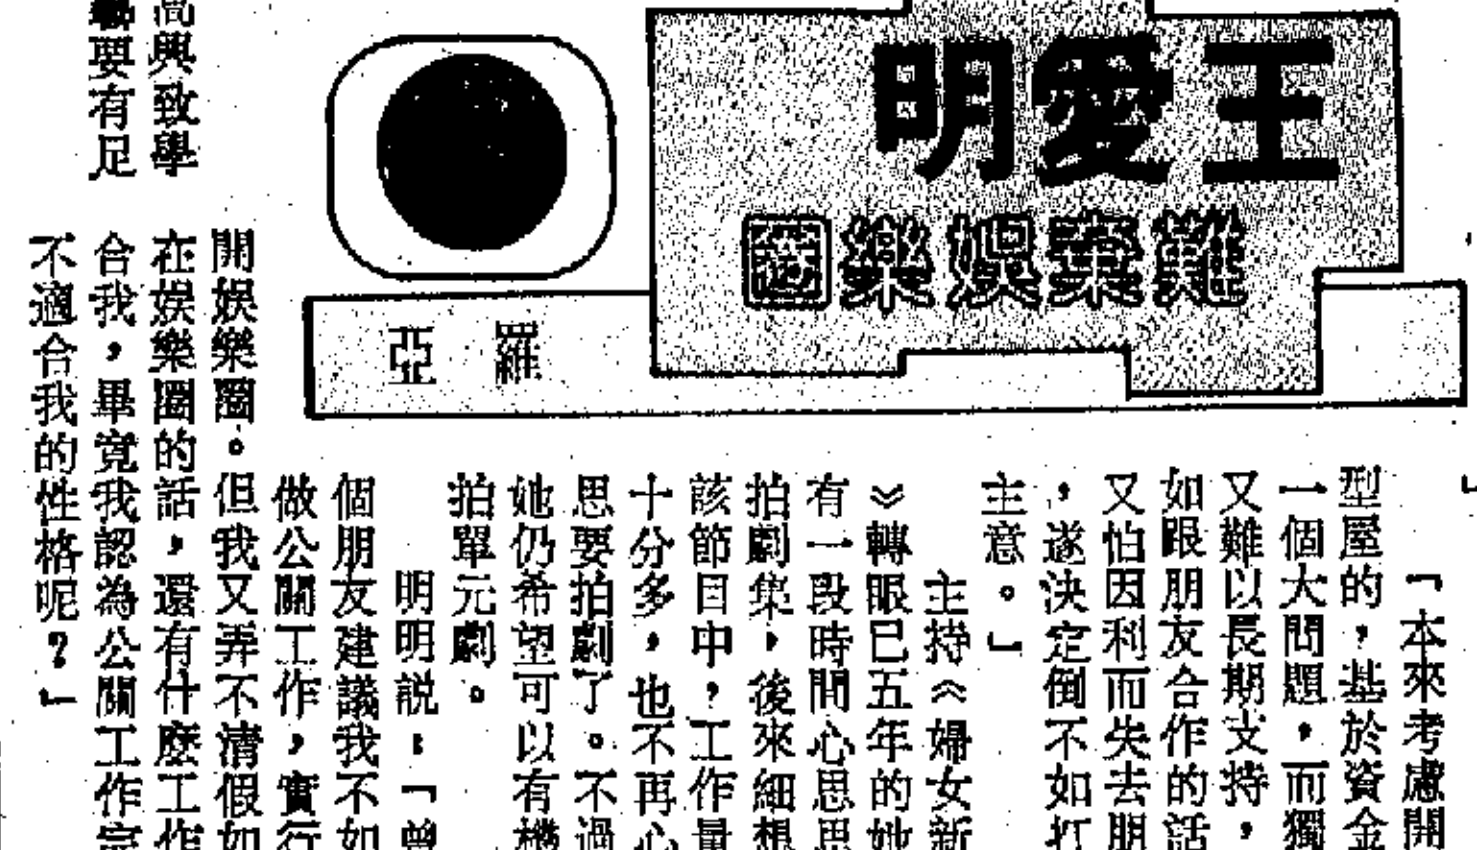 王愛明
難棄娛樂圈
羅亞
「本來考慮開
型屋的，基於資金
一個大問題，而獨
又難以長期支持，
如跟朋友合作的話
又怕因利而失去朋
，遂決定倒不如打
主意。」
主持《婦女新
》轉眼已五年的她
有一段時間心思思
拍劇集，後來細想
該節目中，工作量
十分多，也不再心
思要拍劇了。不過
她仍希望可以有機
拍單元劇。
明明説：「曾
個朋友建議我不如
做公關工作，實行
開娛樂圈。但我又弄不清假如
在娛樂圈的話，還有什麼工作
合我，畢竟我認為公關工作完
不適合我的性格呢？」
高興致學
要有足